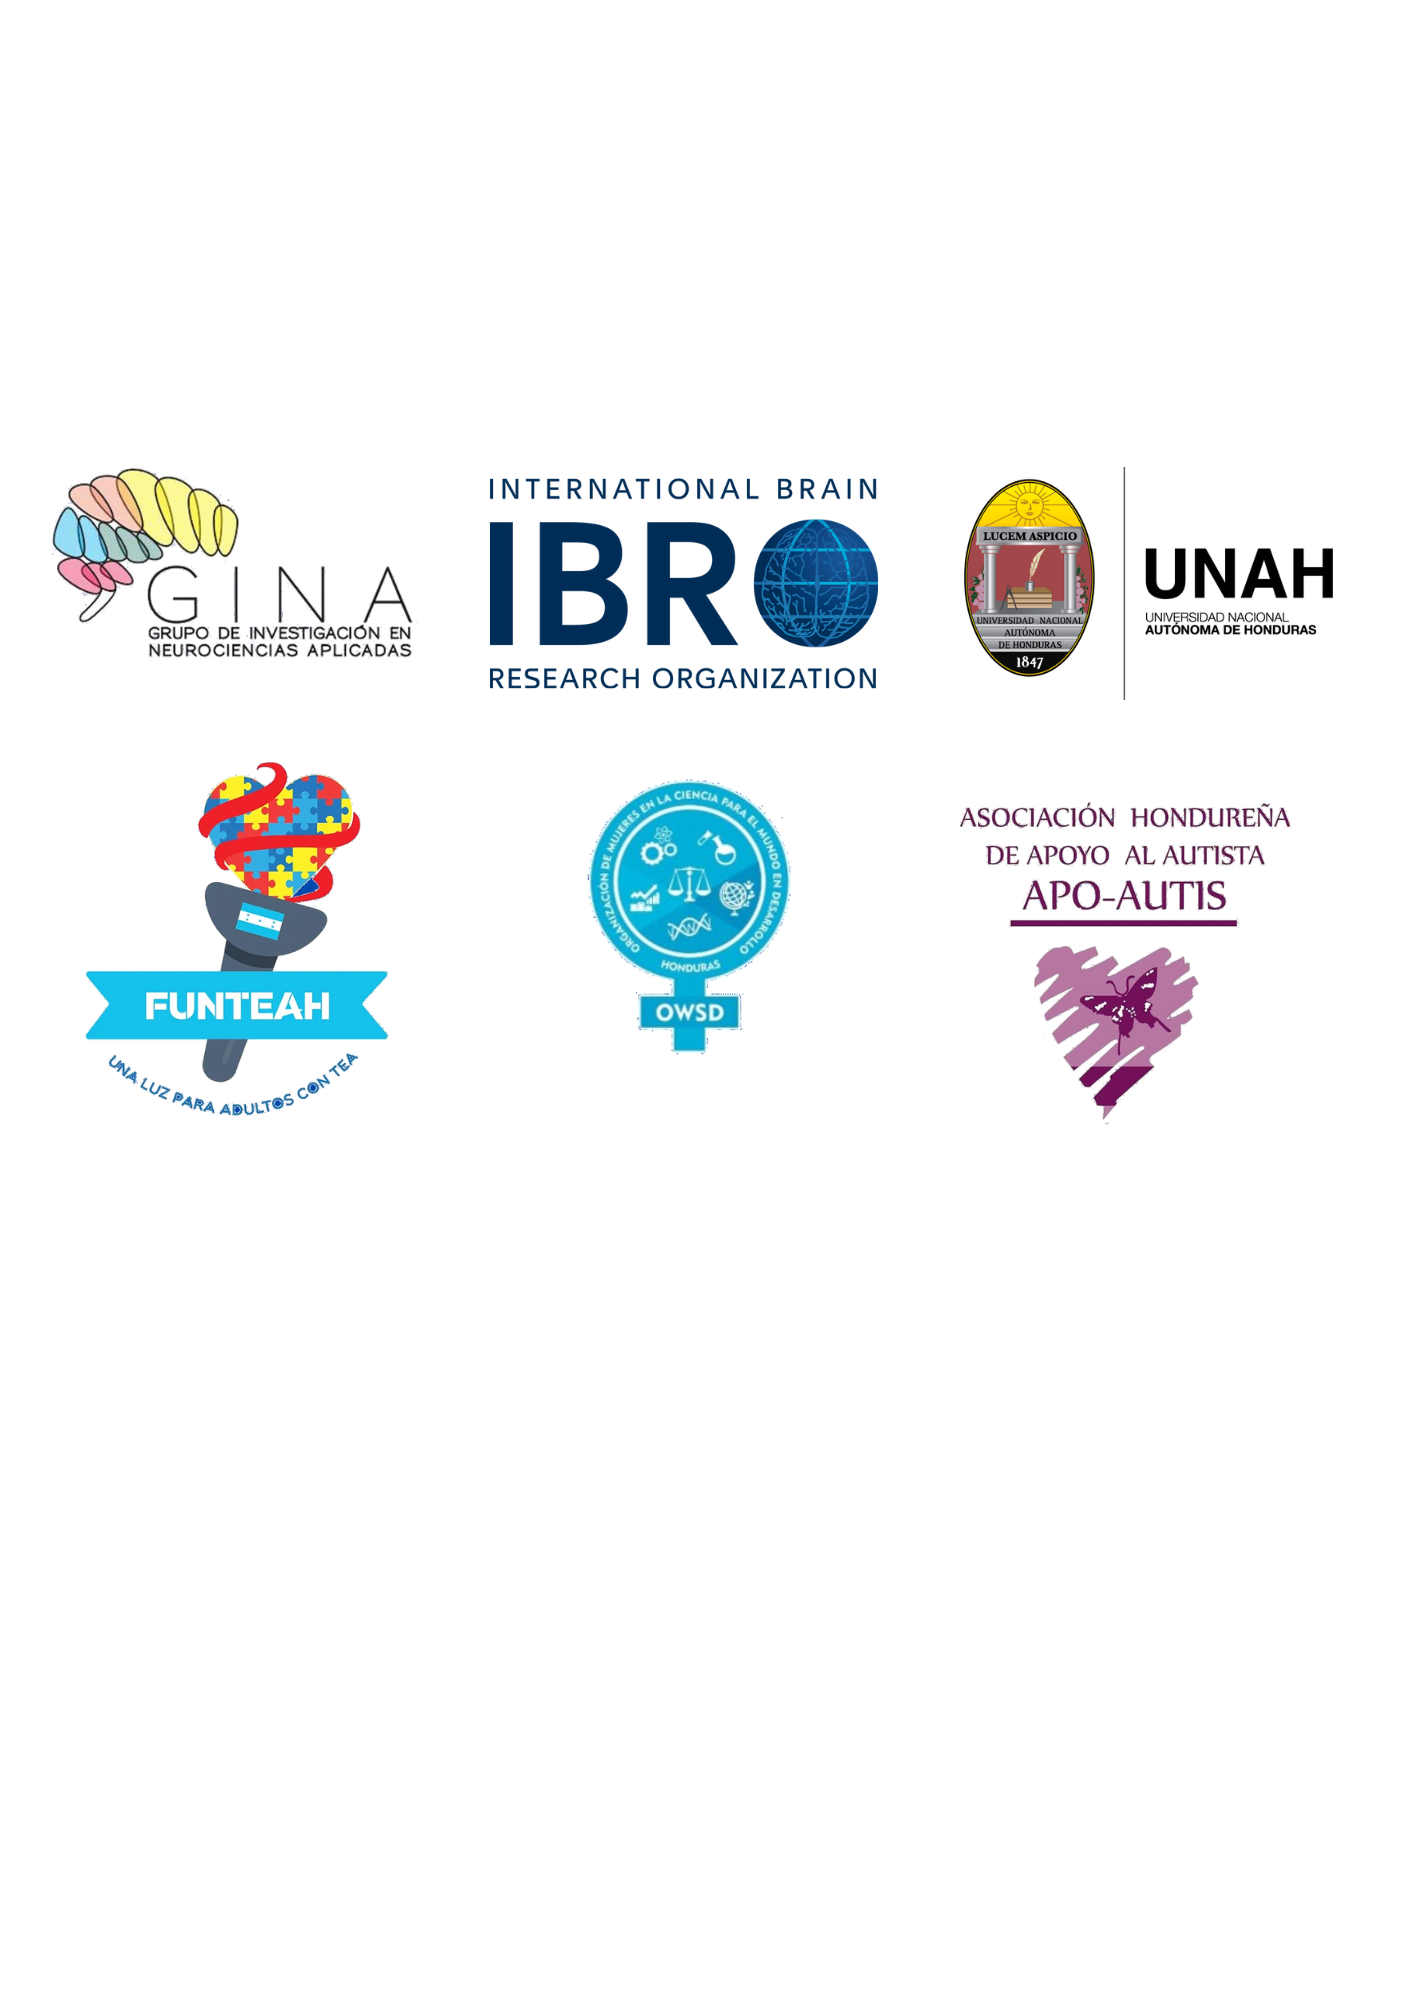 GINA
GRUPO DE INVESTIGACIÓN EN
NEUROCIENCIAS APLICADAS
INTERNATIONAL BRAIN
IBRO
RESEARCH ORGANIZATION
LUCEM ASPICIO
UNIVERSIDAD NACIONAL
AUTÓNOMA
DE HONDURAS
1847
UNAH
UNIVERSIDAD NACIONAL
AUTÓNOMA DE HONDURAS
FUNTEAH
UNA LUZ PARA ADULTOS CON TEA
ORGANIZACIÓN DE MUJERES EN LA CIENCIA PARA EL MUNDO EN DESARROLLO
HONDURAS
OWSD
ASOCIACIÓN HONDUREÑA
DE APOYO AL AUTISTA
APO-AUTIS